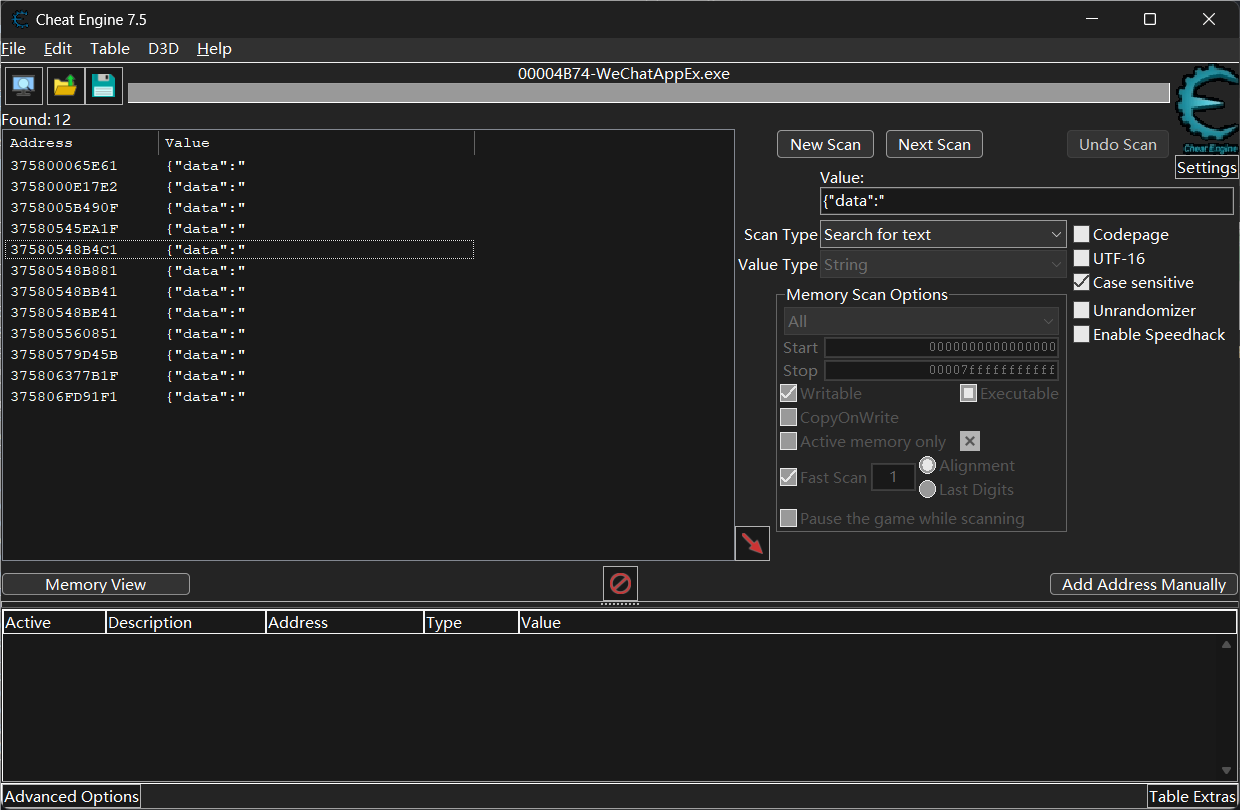 Cheat Engine 7.5
File Edit Table D3D Help
00004B74-WeChatAppEx.exe
Found: 12
Address Value
375800065E61 {"data":"
3758000E17E2 {"data":"
3758005B490F {"data":"
37580545EA1F {"data":"
37580548B4C1 {"data":"
37580548B881 {"data":"
37580548BB41 {"data":"
37580548BE41 {"data":"
375805560851 {"data":"
37580579D45B {"data":"
375806377B1F {"data":"
375806FD91F1 {"data":"
New Scan Next Scan Undo Scan
Cheat Engine
Settings
Value:
{"data":"
Scan Type Search for text
Value Type String
Codepage
UTF-16
Case sensitive
Unrandomizer
Enable Speedhack
Memory Scan Options
All
Start 0000000000000000
Stop 00007fffffffffff
Writable Executable
CopyOnWrite
Active memory only
Fast Scan 1 Alignment
Last Digits
Pause the game while scanning
Memory View Add Address Manually
Active Description Address Type Value
Advanced Options Table Extras